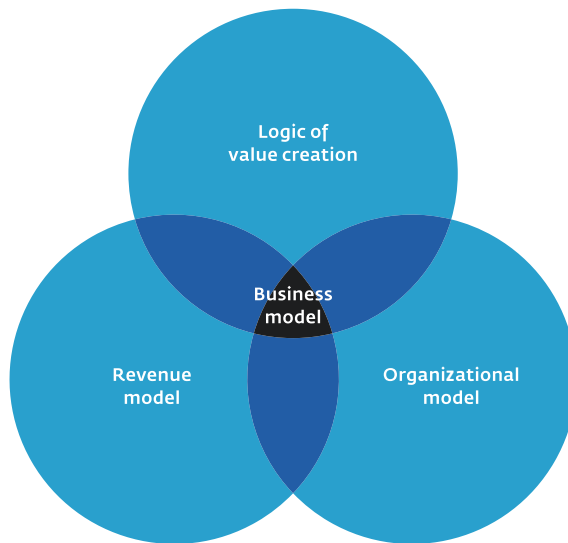 Logic of
value creation
Business
model
Revenue
model
Organizational
model